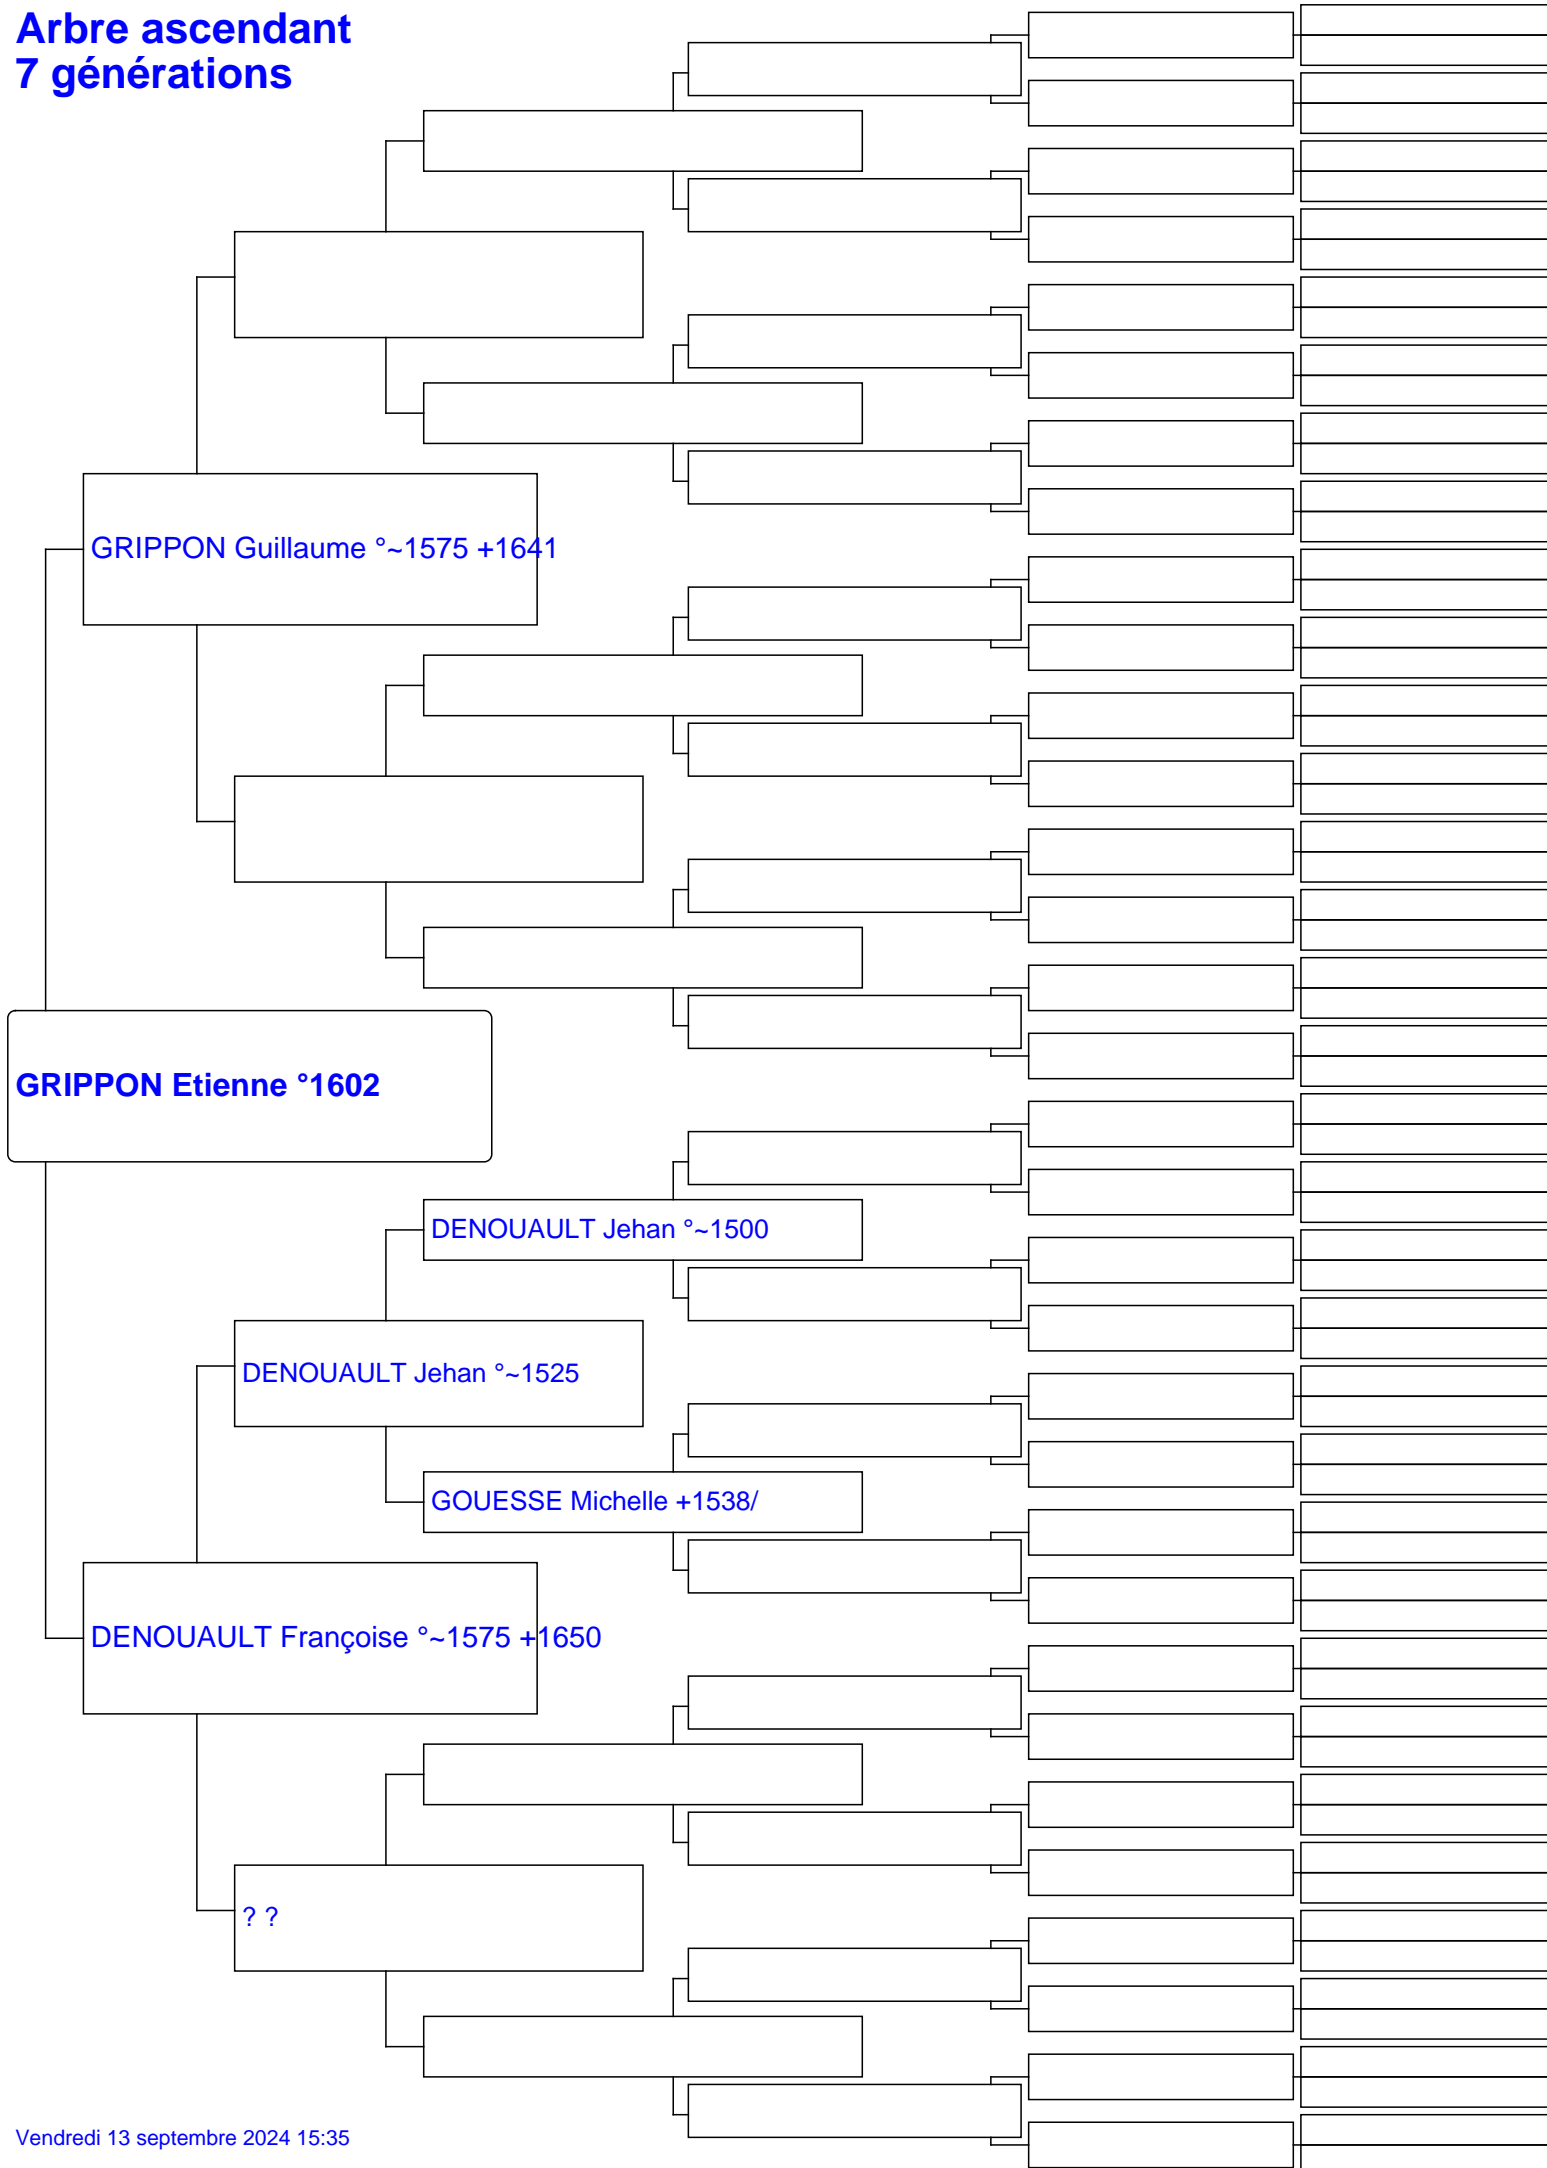 Arbre ascendant
7 générations
GRIPPON Guillaume °~1575 +1641
GRIPPON Etienne °1602
DENOUAULT Jehan °~1500
DENOUAULT Jehan °~1525
GOUESSE Michelle +1538/
DENOUAULT Françoise °~1575 +1650
? ?
Vendredi 13 septembre 2024 15:35